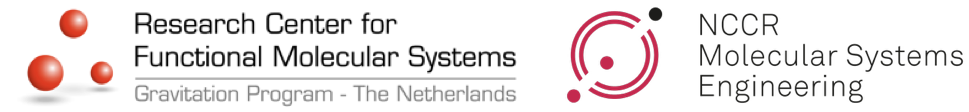 Research Center for
Functional Molecular Systems
Gravitation Program - The Netherlands
NCCR
Molecular Systems
Engineering